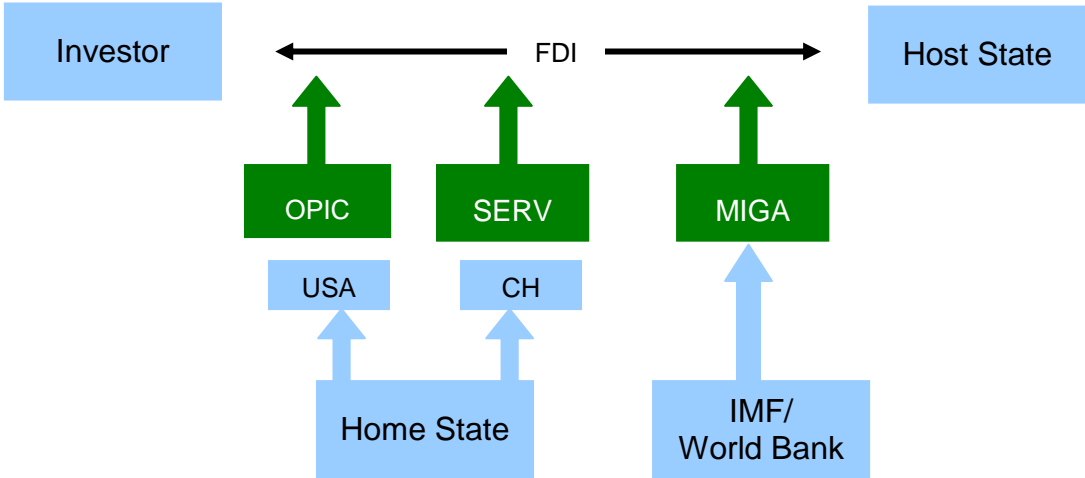 Investor
FDI
Host State
OPIC
SERV
MIGA
USA
CH
Home State
IMF/
World Bank